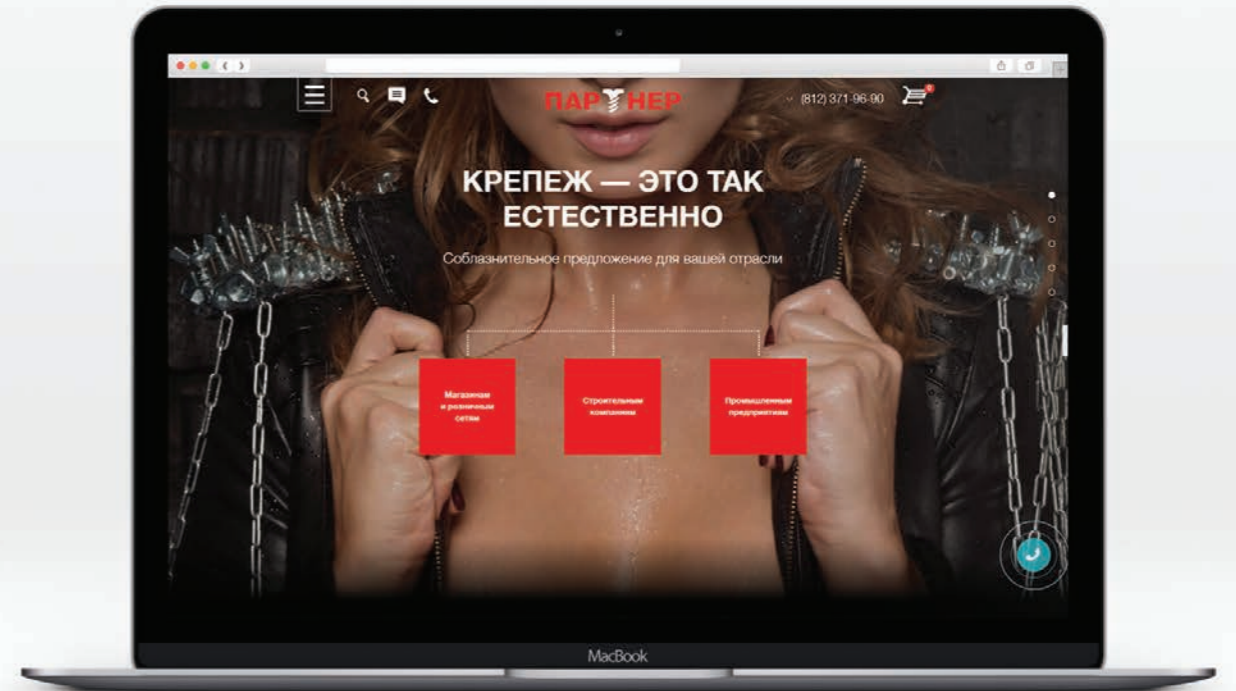 ПАРТНЕР
(812) 371-96-90
0
КРЕПЕЖ — ЭТО ТАК
ЕСТЕСТВЕННО
Соблазнительное предложение для вашей отрасли
Магазинам
и розничным
сетям
Строительным
компаниям
Промышленным
предприятиям
MacBook